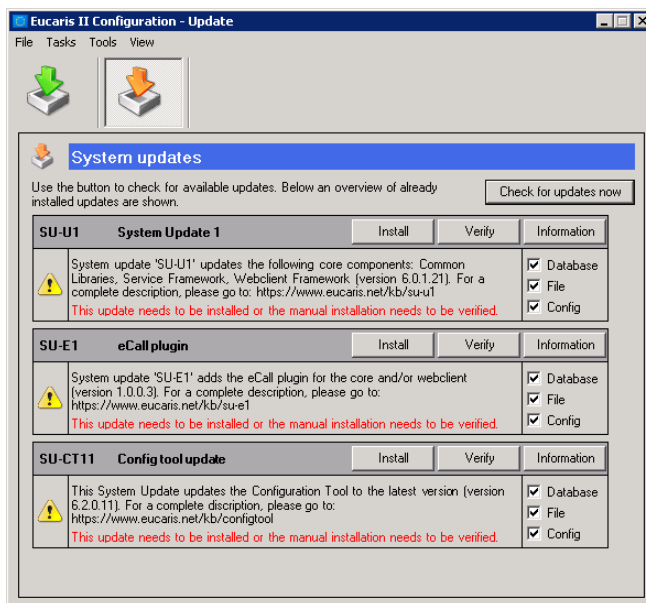 Eucaris II Configuration - Update
File Tasks Tools View
System updates
Use the button to check for available updates. Below an overview of already
installed updates are shown.
Check for updates now
SU-U1 System Update 1 Install Verify Information
System update 'SU-U1' updates the following core components: Common
Libraries, Service Framework, Webclient Framework (version 6.0.1.21). For a
complete description, please go to: https://www.eucaris.net/kb/su-u1
This update needs to be installed or the manual installation needs to be verified.
Database
File
Config
SU-E1 eCall plugin Install Verify Information
System update 'SU-E1' adds the eCall plugin for the core and/or webclient
(version 1.0.0.3). For a complete description, please go to:
https://www.eucaris.net/kb/su-e1
This update needs to be installed or the manual installation needs to be verified.
Database
File
Config
SU-CT11 Config tool update Install Verify Information
This System Update updates the Configuration Tool to the latest version (version
6.2.0.11). For a complete discription, please go to:
https://www.eucaris.net/kb/configtool
This update needs to be installed or the manual installation needs to be verified.
Database
File
Config